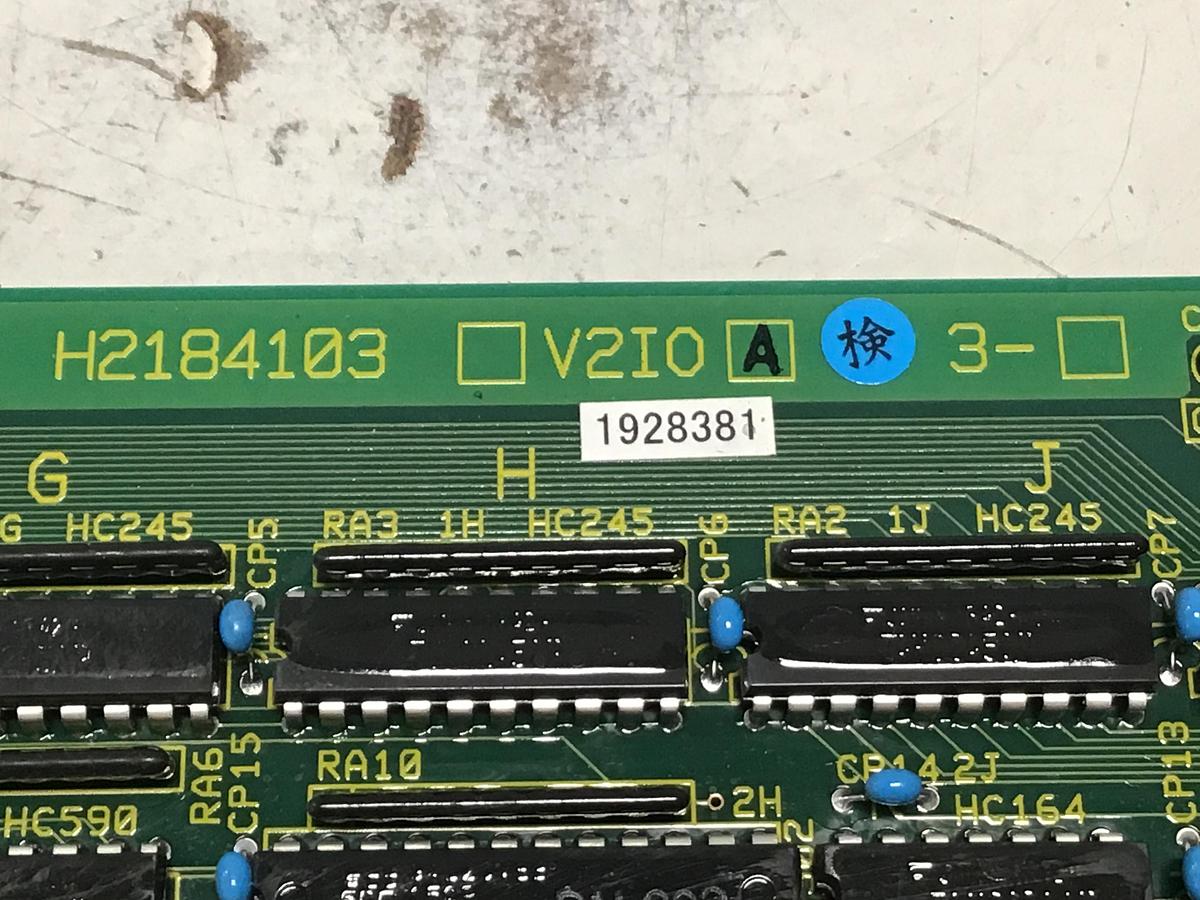 H2184103 V2IO A 検 3-
1928381
G H J
G HC245 CP5 RA3 1H HC245 CP6 RA2 1J HC245 CP7
RA6 CP15 RA10 CP14 2J CP13
HC590 2H HC164